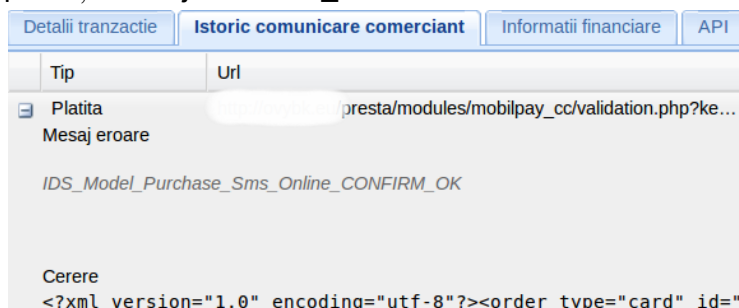 Detalii tranzactie Istoric comunicare comerciant Informatii financiare API
Tip Url
Platita presta/modules/mobilpay_cc/validation.php?ke...
Mesaj eroare
IDS_Model_Purchase_Sms_Online_CONFIRM_OK
Cerere
<?xml version="1.0" encoding="utf-8"?><order type="card" id="